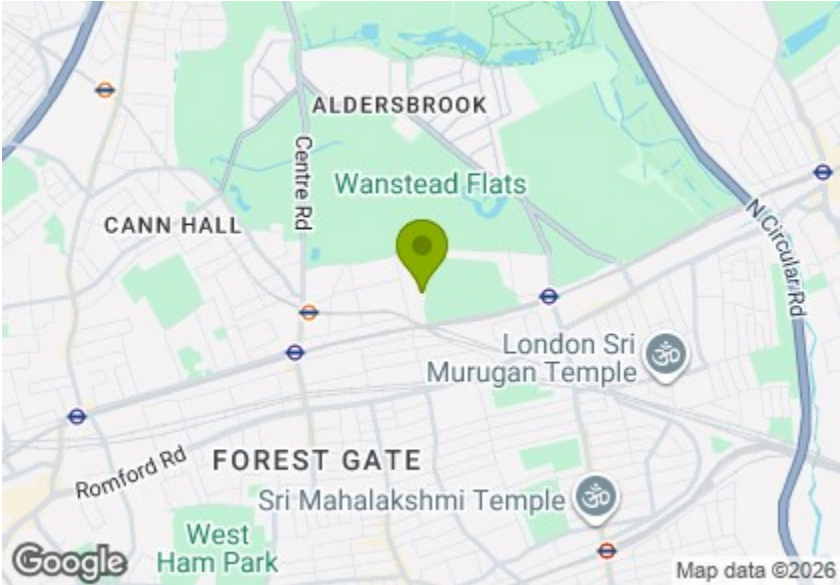 ALDERSBROOK
Centre Rd
Wanstead Flats
CANN HALL
N Circular Rd
London Sri
Murugan Temple
FOREST GATE
Romford Rd
Sri Mahalakshmi Temple
West
Ham Park
Google
Map data ©2026